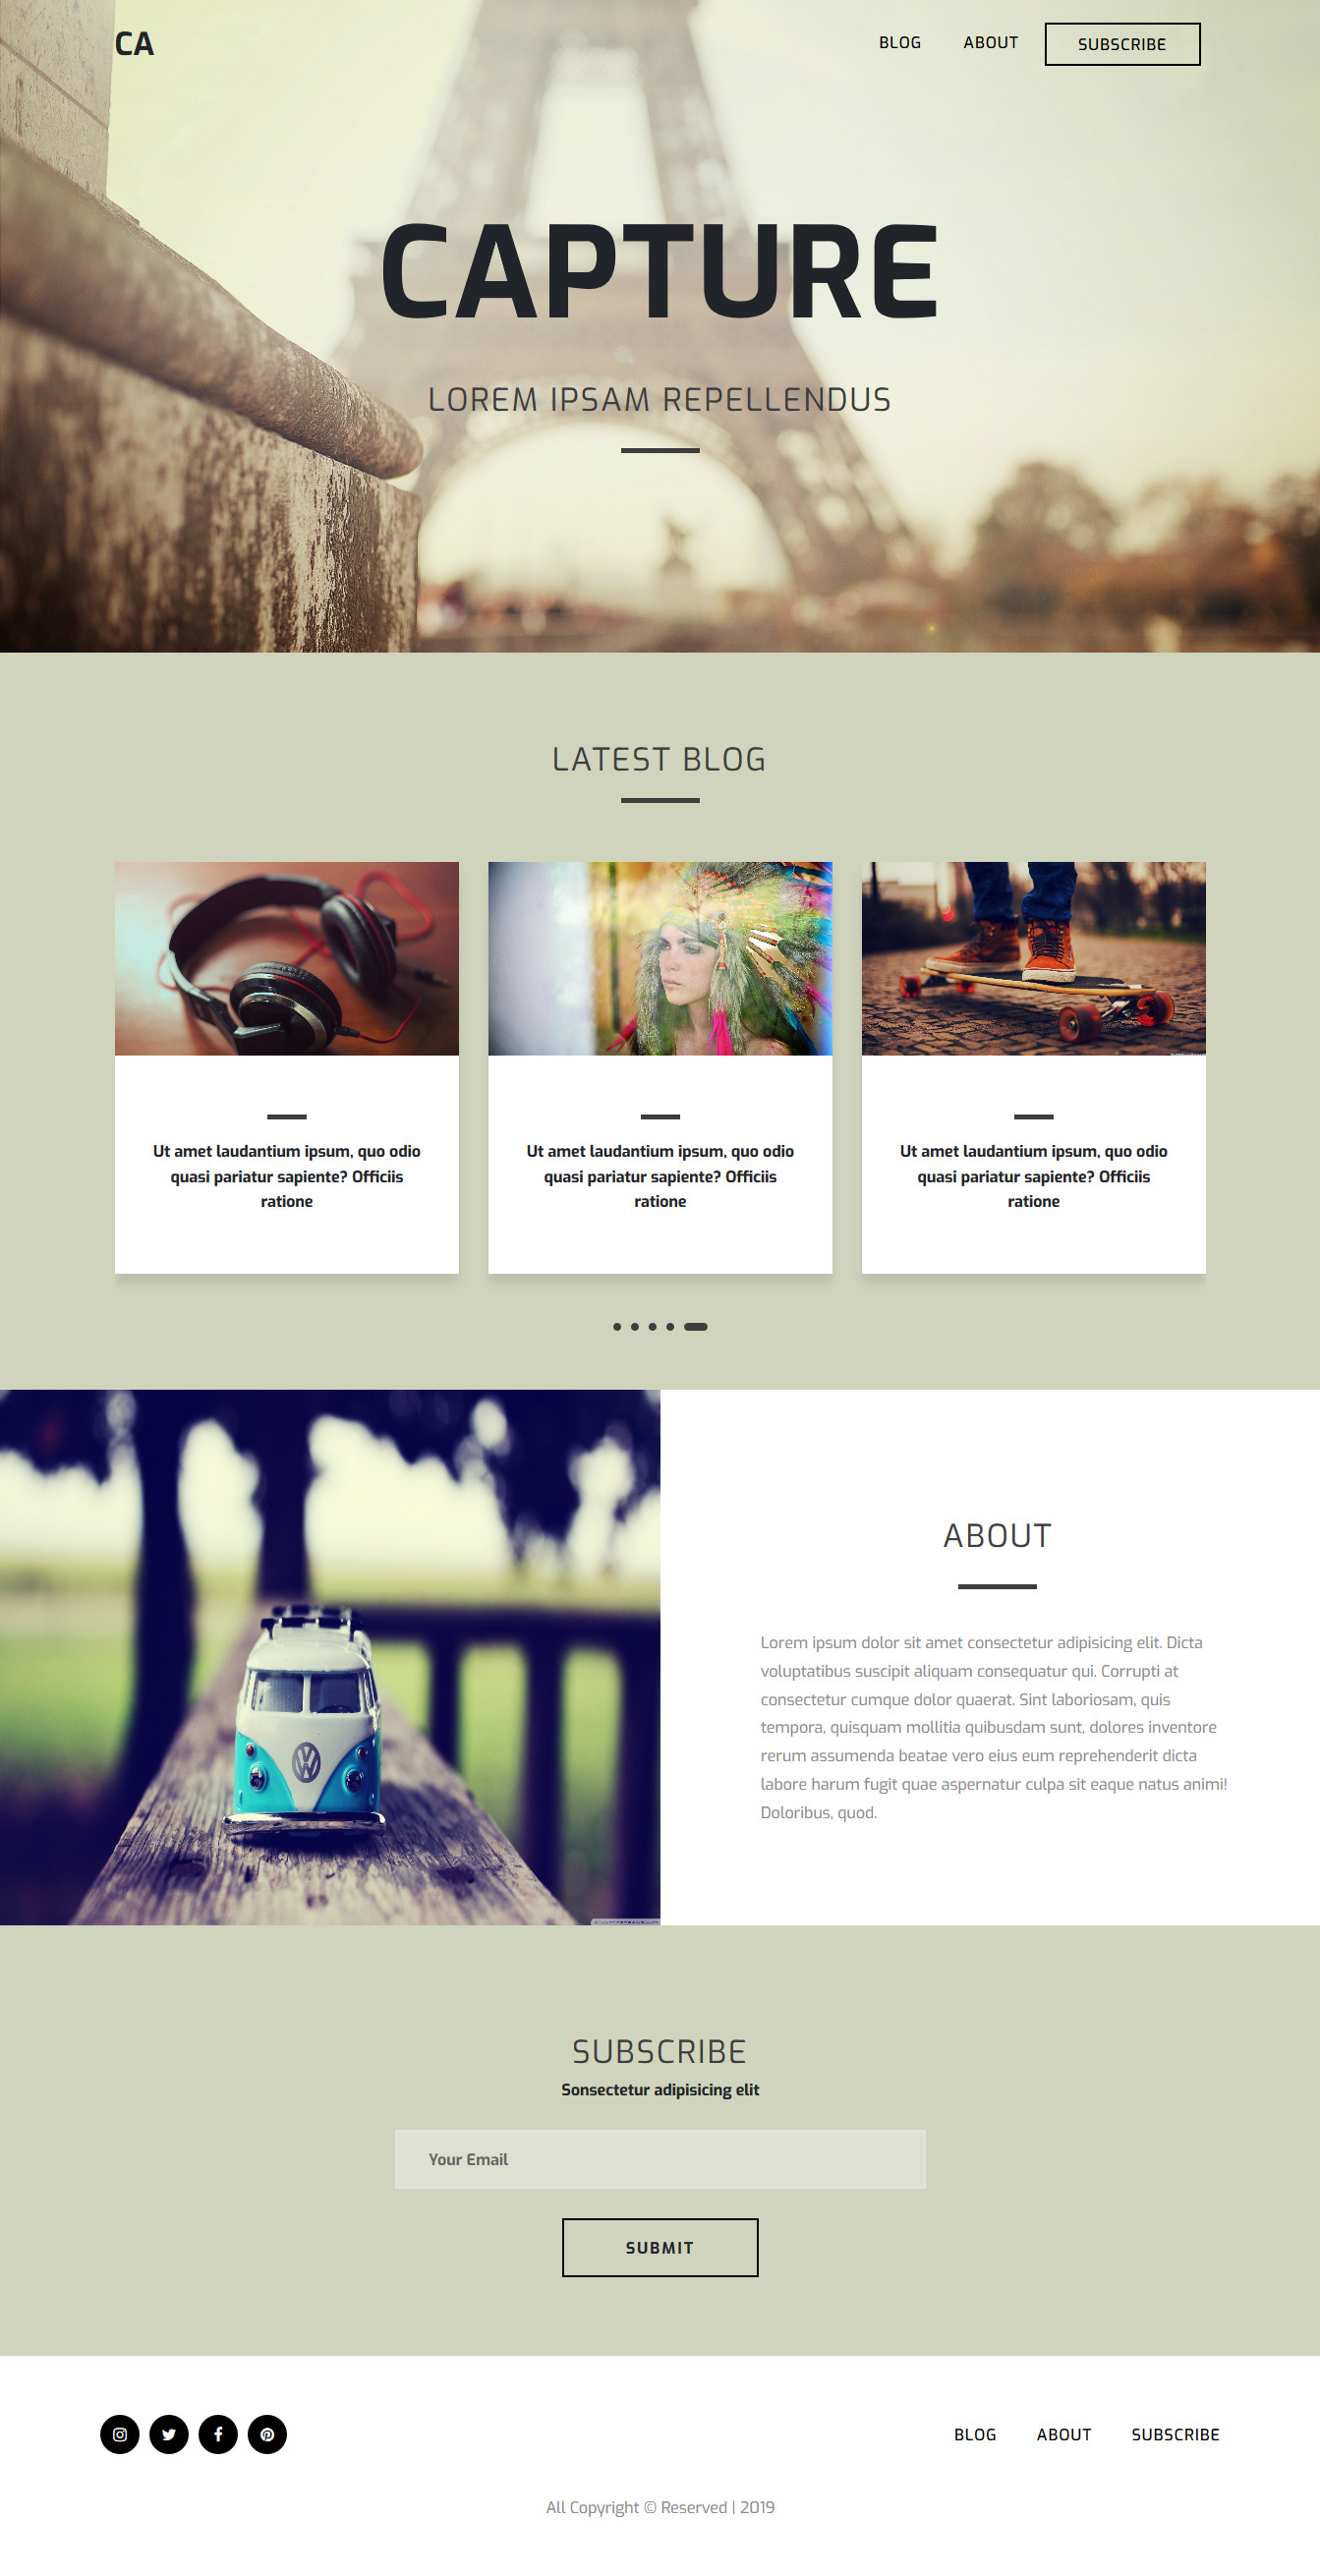 CA
BLOG ABOUT SUBSCRIBE
CAPTURE
LOREM IPSAM REPELLENDUS
LATEST BLOG
Ut amet laudantium ipsum, quo odio
quasi pariatur sapiente? Officiis
ratione
Ut amet laudantium ipsum, quo odio
quasi pariatur sapiente? Officiis
ratione
Ut amet laudantium ipsum, quo odio
quasi pariatur sapiente? Officiis
ratione
ABOUT
Lorem ipsum dolor sit amet consectetur adipisicing elit. Dicta
voluptatibus suscipit aliquam consequatur qui. Corrupti at
consectetur cumque dolor quaerat. Sint laboriosam, quis
tempora, quisquam mollitia quibusdam sunt, dolores inventore
rerum assumenda beatae vero eius eum reprehenderit dicta
labore harum fugit quae aspernatur culpa sit eaque natus animi!
Doloribus, quod.
SUBSCRIBE
Sonsectetur adipisicing elit
Your Email
SUBMIT
BLOG ABOUT SUBSCRIBE
All Copyright © Reserved | 2019